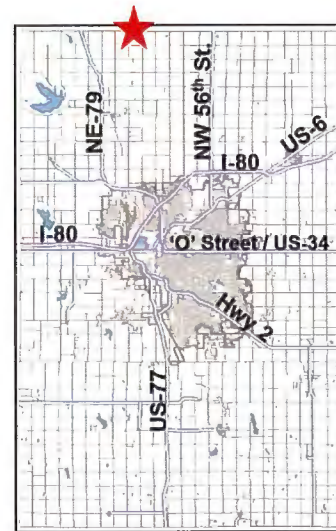 NE-79
NW 56th St.
US-6
I-80
I-80
'O' Street / US-34
Hwy 2
US-77